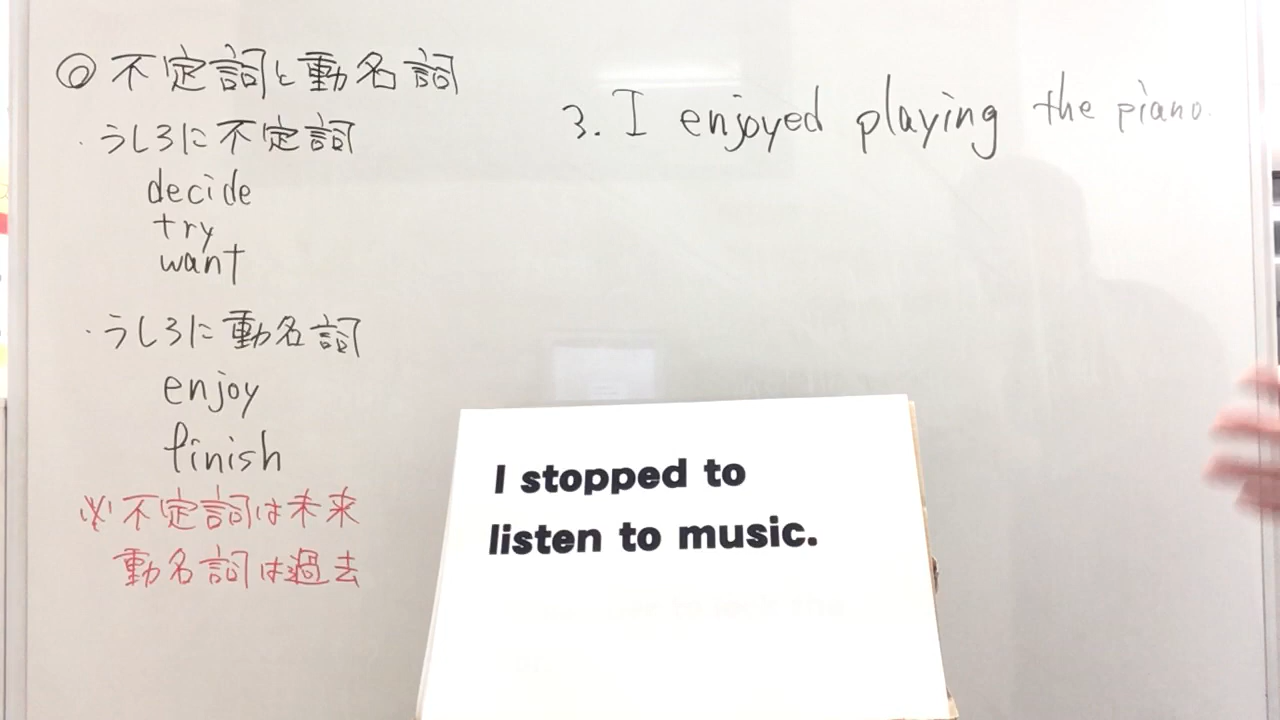 ◎不定詞と動名詞
・うしろに不定詞
decide
try
want
・うしろに動名詞
enjoy
finish
※不定詞は未来
動名詞は過去
3. I enjoyed playing the piano.
I stopped to
listen to music.